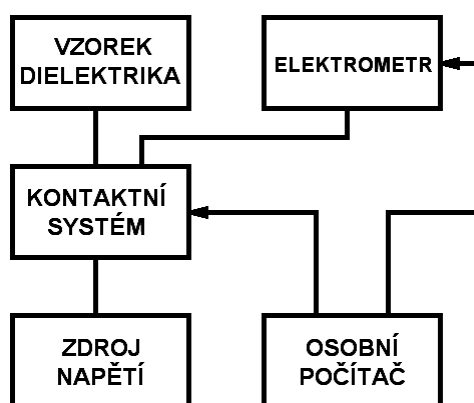 VZOREK
DIELEKTRIKA
ELEKTROMETR
KONTAKTNÍ
SYSTÉM
ZDROJ
NAPĚTÍ
OSOBNÍ
POČÍTAČ